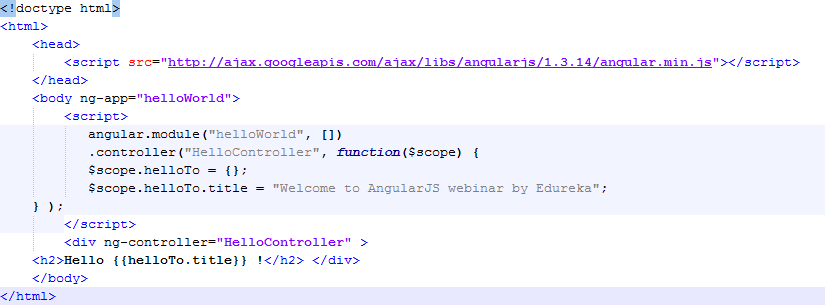 <!doctype html>
<html>
    <head>
        <script src="http://ajax.googleapis.com/ajax/libs/angularjs/1.3.14/angular.min.js"></script>
    </head>
    <body ng-app="helloWorld">
        <script>
           angular.module("helloWorld", [])
           .controller("HelloController", function($scope) {
           $scope.helloTo = {};
           $scope.helloTo.title = "Welcome to AngularJS webinar by Edureka";
    } );
        </script>
        <div ng-controller="HelloController" >
    <h2>Hello {{helloTo.title}} !</h2> </div>
    </body>
</html>